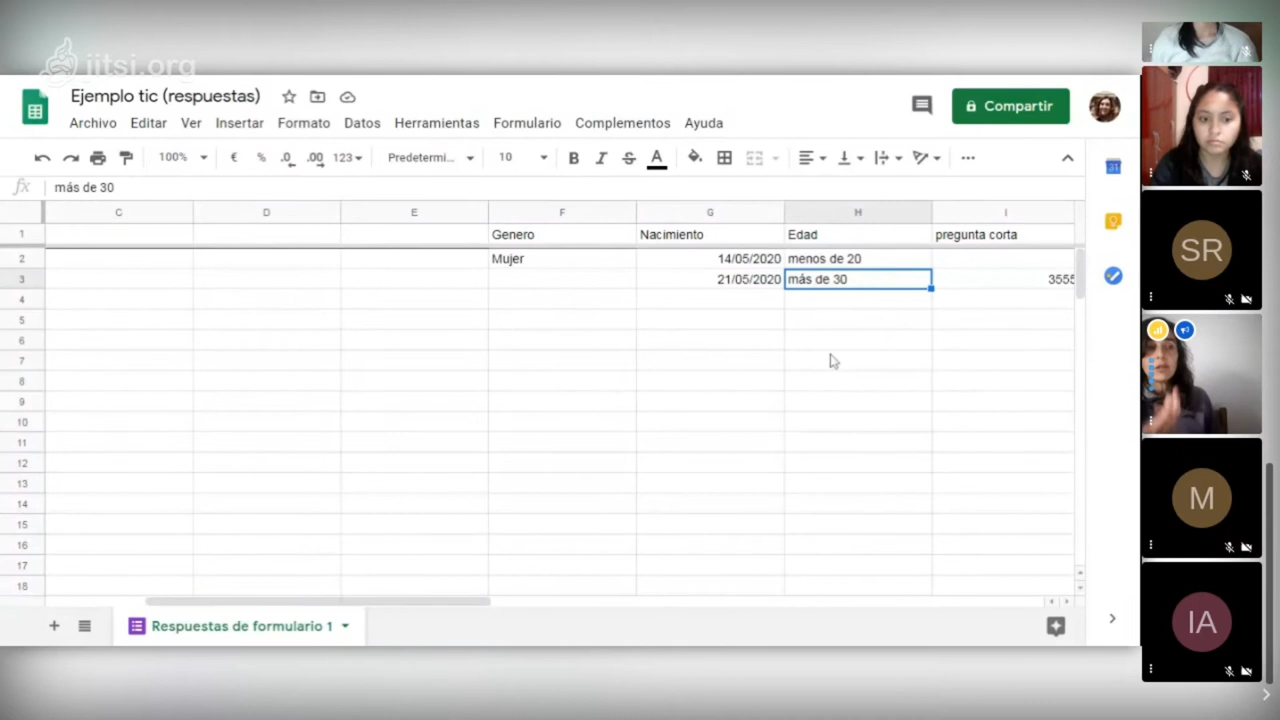 jitsi.org
Ejemplo tic (respuestas)
Compartir
Archivo Editar Ver Insertar Formato Datos Herramientas Formulario Complementos Ayuda
100% € % .0 .00 123 Predetermi... 10 B I S A
fx más de 30
C D E F G H I
1 Genero Nacimiento Edad pregunta corta
2 Mujer 14/05/2020 menos de 20
3 21/05/2020 más de 30 3555
4
5
6
7
8
9
10
11
12
13
14
15
16
17
18
Respuestas de formulario 1
31
SR
M
IA